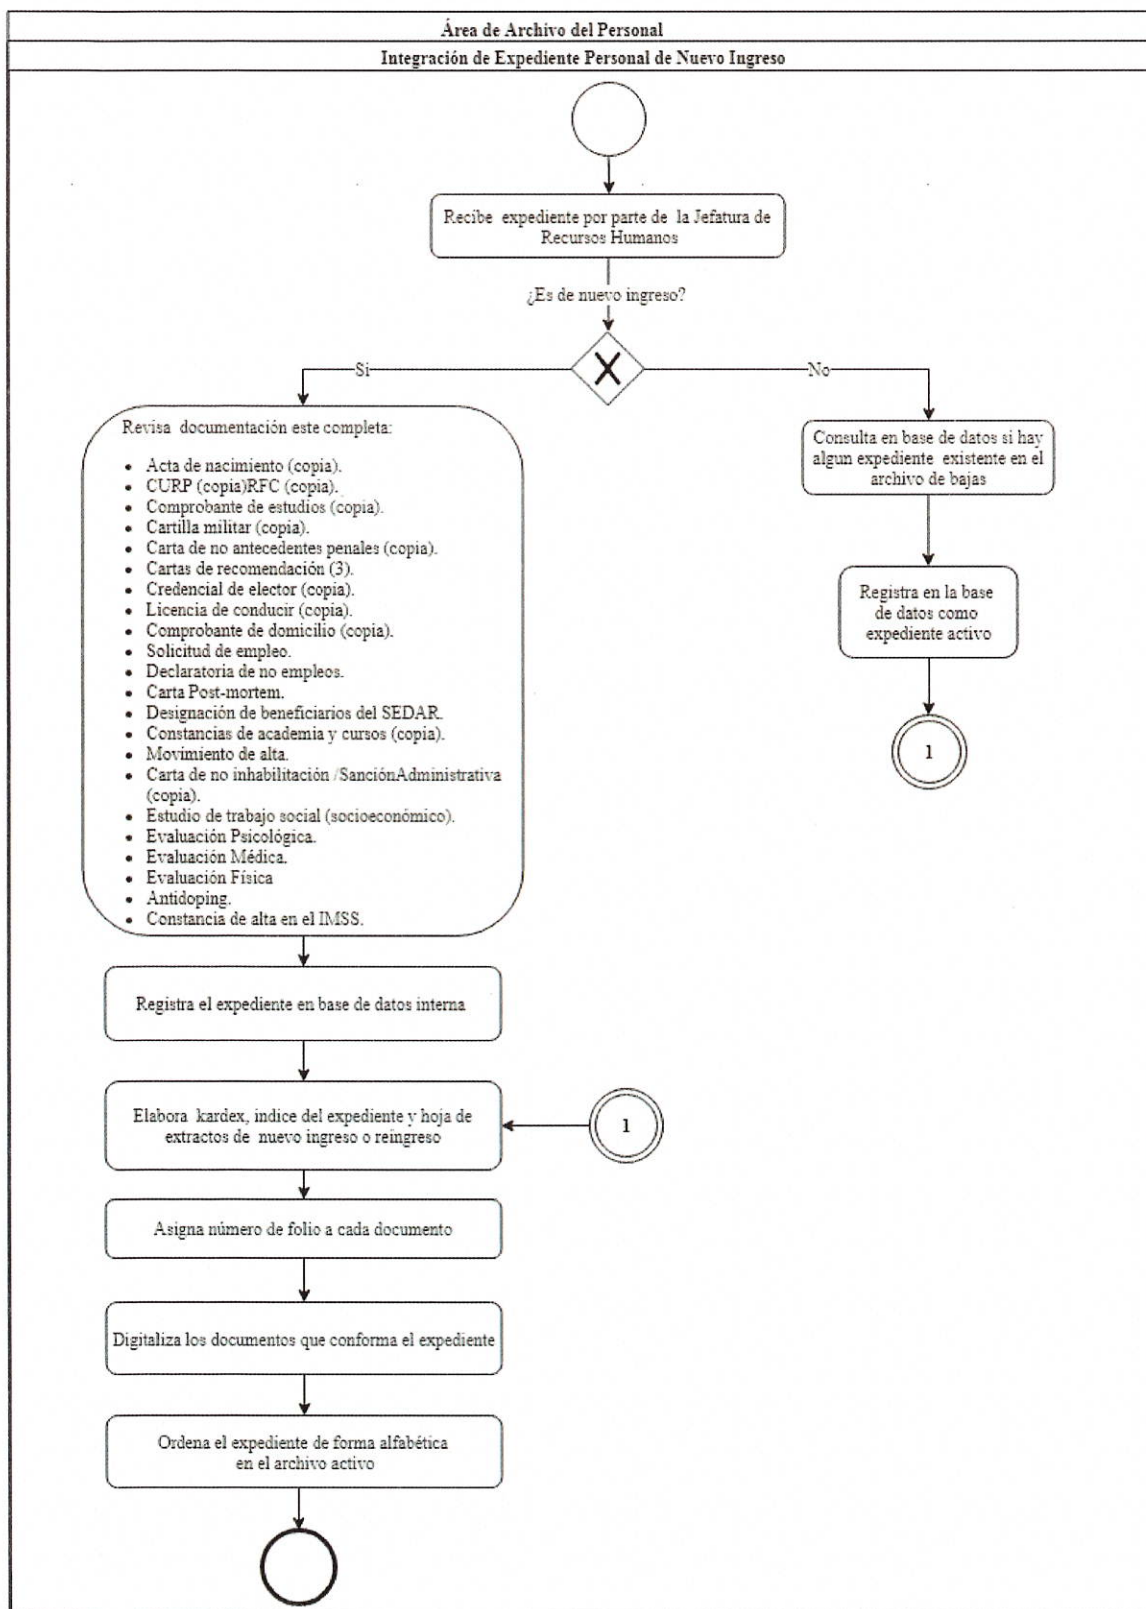 Área de Archivo del Personal
Integración de Expediente Personal de Nuevo Ingreso
Recibe expediente por parte de la Jefatura de
Recursos Humanos
¿Es de nuevo ingreso?
Si
No
Revisa documentación este completa:
• Acta de nacimiento (copia).
• CURP (copia)RFC (copia).
• Comprobante de estudios (copia).
• Cartilla militar (copia).
• Carta de no antecedentes penales (copia).
• Cartas de recomendación (3).
• Credencial de elector (copia).
• Licencia de conducir (copia).
• Comprobante de domicilio (copia).
• Solicitud de empleo.
• Declaratoria de no empleos.
• Carta Post-mortem.
• Designación de beneficiarios del SEDAR.
• Constancias de academia y cursos (copia).
• Movimiento de alta.
• Carta de no inhabilitación /SanciónAdministrativa
(copia).
• Estudio de trabajo social (socioeconómico).
• Evaluación Psicológica.
• Evaluación Médica.
• Evaluación Física
• Antidoping.
• Constancia de alta en el IMSS.
Consulta en base de datos si hay
algun expediente existente en el
archivo de bajas
Registra en la base
de datos como
expediente activo
1
Registra el expediente en base de datos interna
Elabora kardex, indice del expediente y hoja de
extractos de nuevo ingreso o reingreso
1
Asigna número de folio a cada documento
Digitaliza los documentos que conforma el expediente
Ordena el expediente de forma alfabética
en el archivo activo